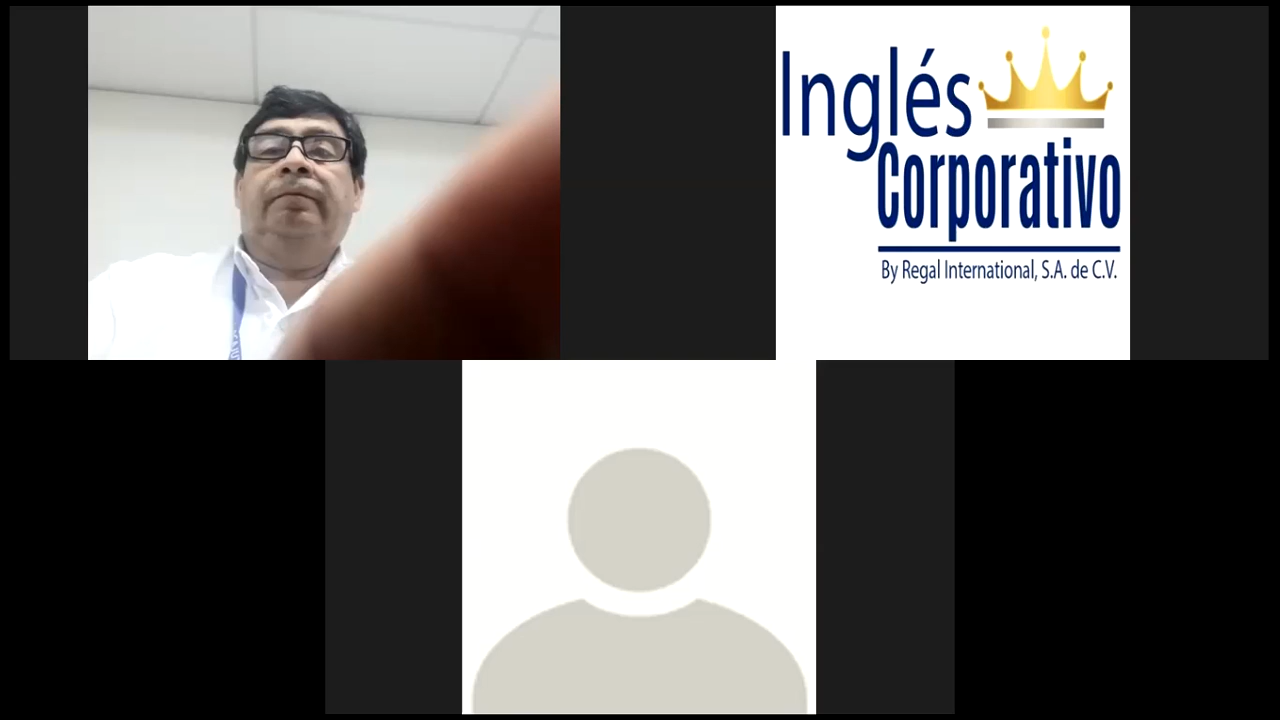 Inglés
Corporativo
By Regal International, S.A. de C.V.